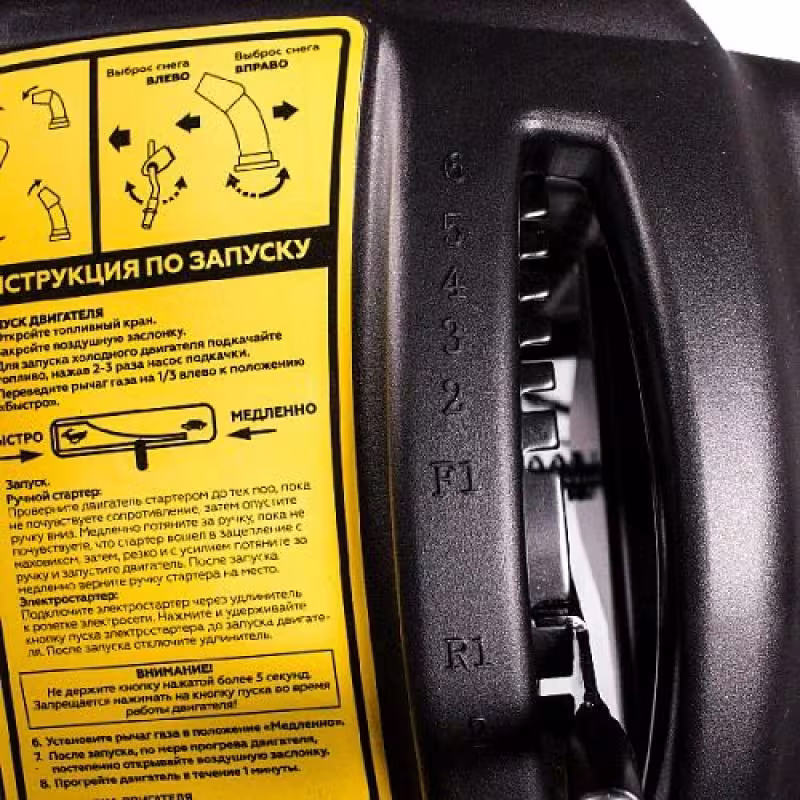 Выброс снега
ВЛЕВО
Выброс снега
ВПРАВО
СТРУКЦИЯ ПО ЗАПУСКУ
ПУСК ДВИГАТЕЛЯ
Откройте топливный кран.
Закройте воздушную заслонку.
Для запуска холодного двигателя подкачайте
топливо, нажав 2-3 раза насос подкачки.
Переведите рычаг газа на 1/3 влево к положению
«Быстро».
ЫСТРО
МЕДЛЕННО
Запуск.
Ручной стартер:
Проверните двигатель стартером до тех пор, пока
не почувствуете сопротивление, затем опустите
ручку вниз. Медленно потяните за ручку, пока не
почувствуете, что стартер вошел в зацепление с
маховиком, затем, резко и с усилием потяните за
ручку и запустите двигатель. После запуска
медленно верните ручку стартера на место.
Электростартер:
Подключите электростартер через удлинитель
к розетке электросети. Нажмите и удерживайте
кнопку пуска электростартера до запуска двигате-
ля. После запуска отключите удлинитель.
ВНИМАНИЕ!
Не держите кнопку нажатой более 5 секунд.
Запрещается нажимать на кнопку пуска во время
работы двигателя!
6. Установите рычаг газа в положение «Медленно».
7. После запуска, по мере прогрева двигателя,
постепенно открывайте воздушную заслонку.
8. Прогрейте двигатель в течение 1 минуты.
ДВИГАТЕЛЯ
6
5
4
3
2
F1
R1
2